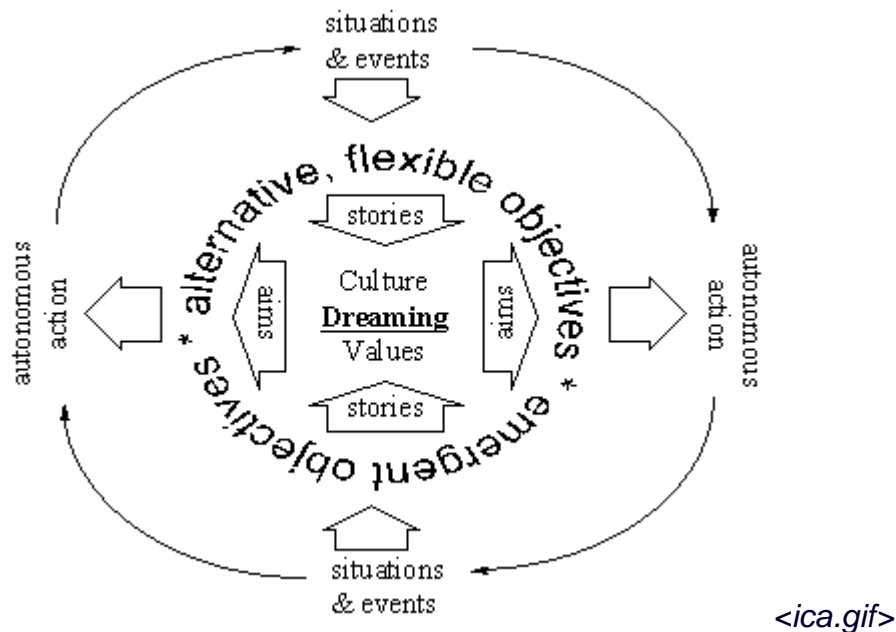 situations
& events
* alternative, flexible objectives * emergent objectives
stories
autonomous
action
aims
Culture
Dreaming
Values
aims
autonomous
action
stories
situations
& events
<ica.gif>